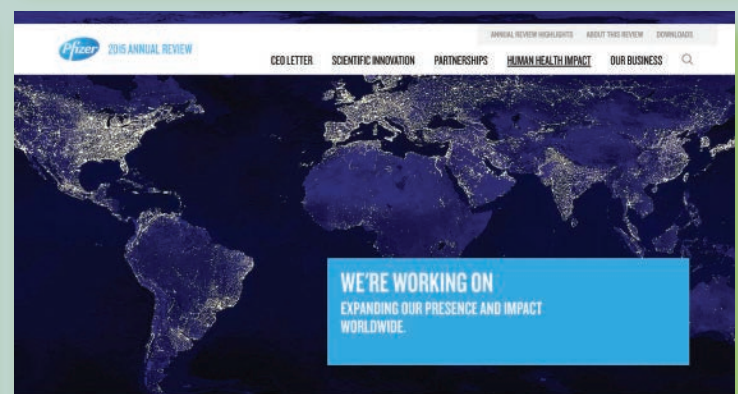 ANNUAL REVIEW HIGHLIGHTS ABOUT THIS REVIEW DOWNLOADS
Pfizer 2015 ANNUAL REVIEW
CEO LETTER SCIENTIFIC INNOVATION PARTNERSHIPS HUMAN HEALTH IMPACT OUR BUSINESS
WE'RE WORKING ON
EXPANDING OUR PRESENCE AND IMPACT
WORLDWIDE.